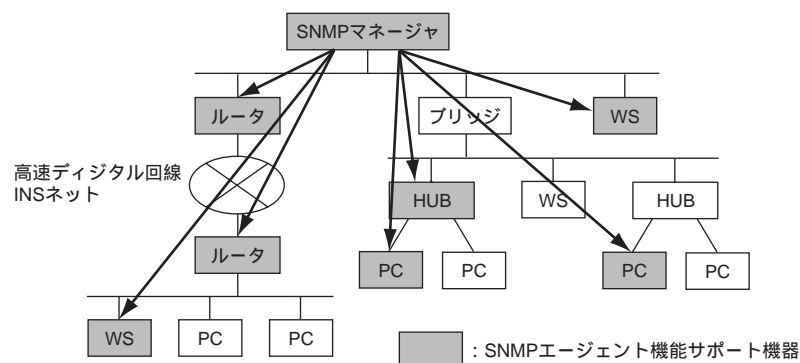 SNMPマネージャ
ルータ
ブリッジ
WS
高速ディジタル回線
INSネット
HUB
WS
HUB
ルータ
PC
PC
PC
PC
WS
PC
PC
：SNMPエージェント機能サポート機器